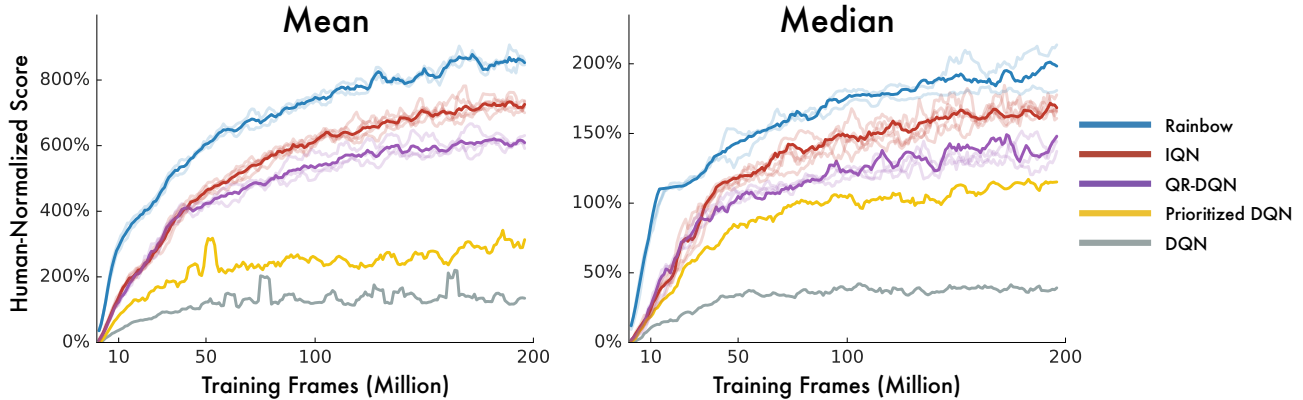 Mean
Human-Normalized Score
800%
600%
400%
200%
0%
10
50
100
200
Training Frames (Million)
Median
200%
150%
100%
50%
0%
10
50
100
200
Training Frames (Million)
Rainbow
IQN
QR-DQN
Prioritized DQN
DQN